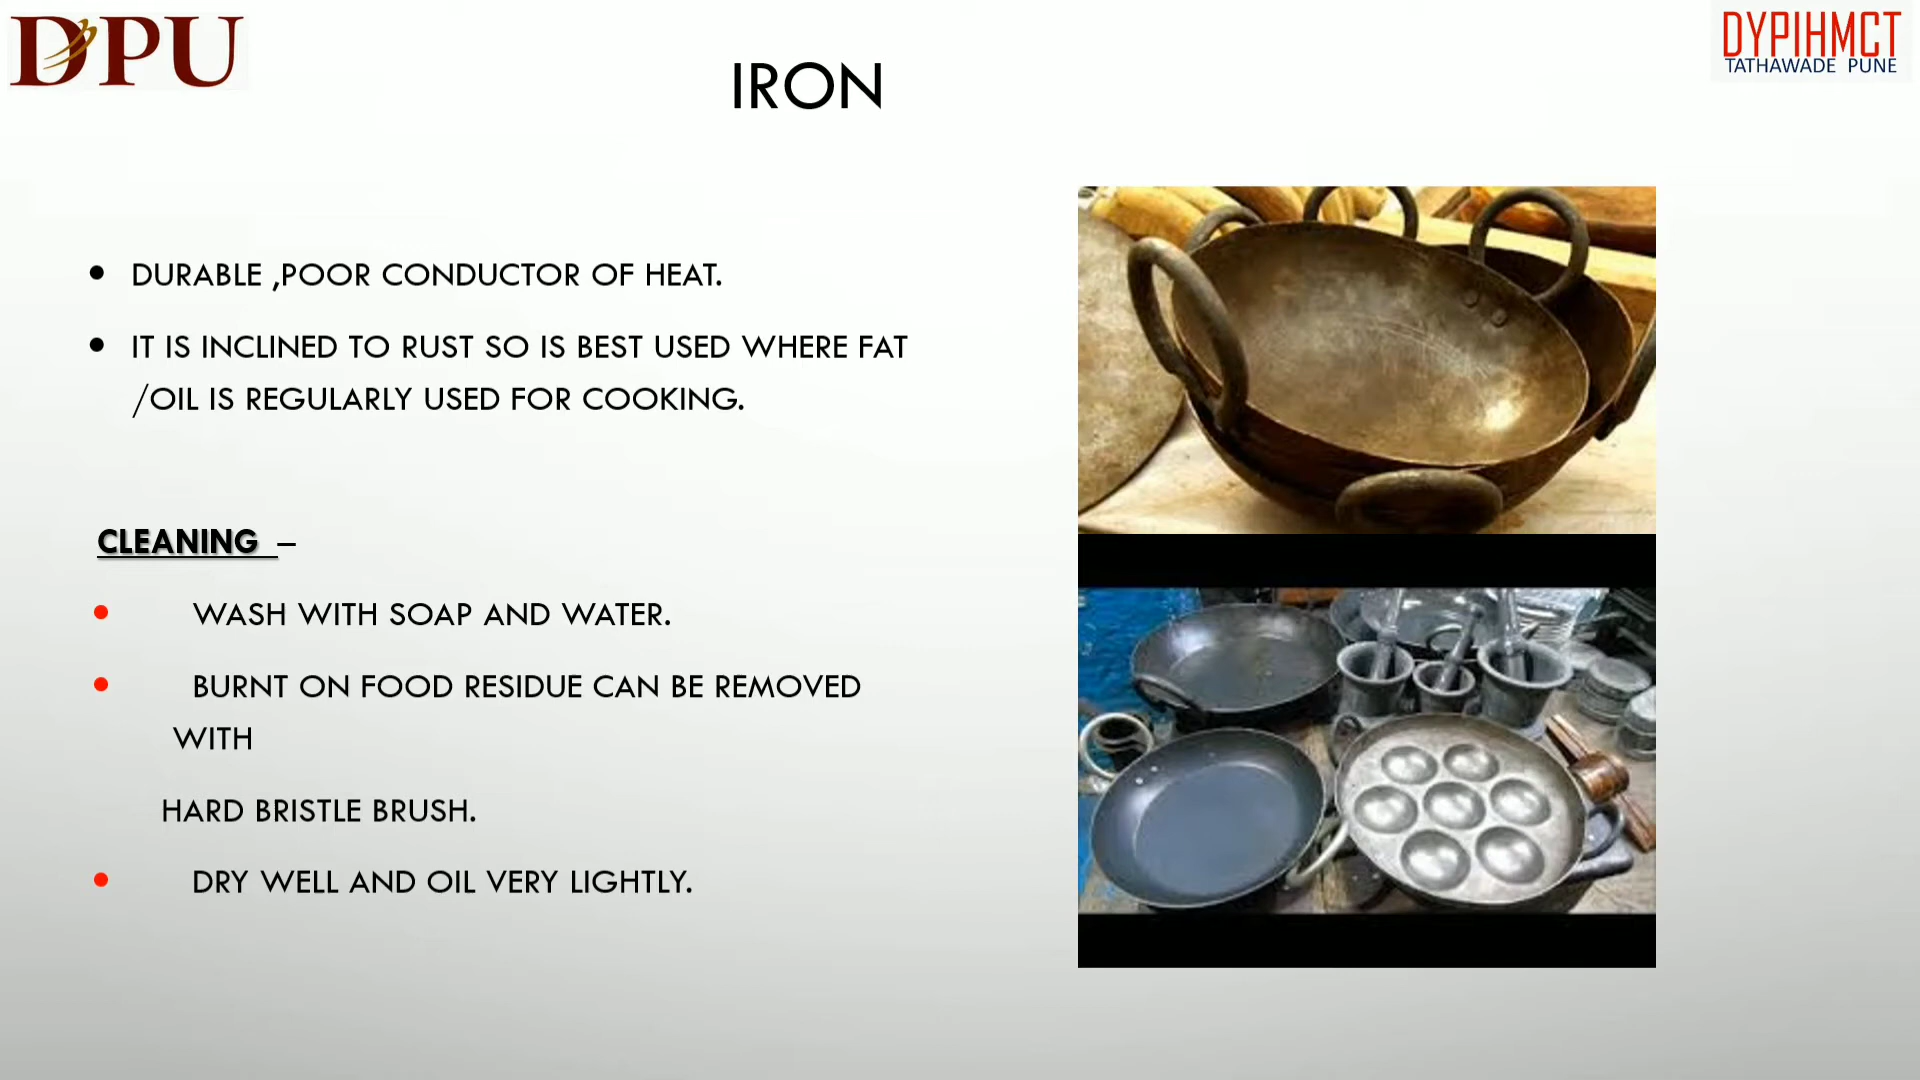 DPU
DYPIHMCT
TATHAWADE PUNE
IRON
• DURABLE ,POOR CONDUCTOR OF HEAT.
• IT IS INCLINED TO RUST SO IS BEST USED WHERE FAT
/OIL IS REGULARLY USED FOR COOKING.
CLEANING –
• WASH WITH SOAP AND WATER.
• BURNT ON FOOD RESIDUE CAN BE REMOVED
WITH
HARD BRISTLE BRUSH.
• DRY WELL AND OIL VERY LIGHTLY.